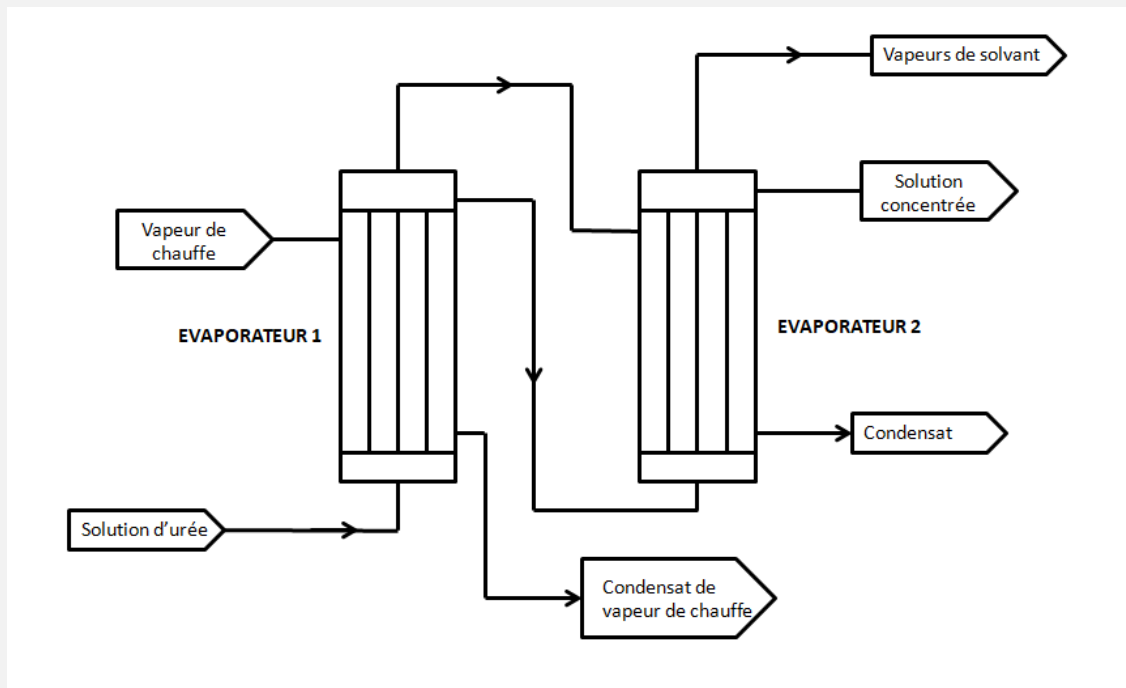 Vapeurs de solvant
Solution
concentrée
Vapeur de
chauffe
EVAPORATEUR 1
EVAPORATEUR 2
Condensat
Solution d'urée
Condensat de
vapeur de chauffe